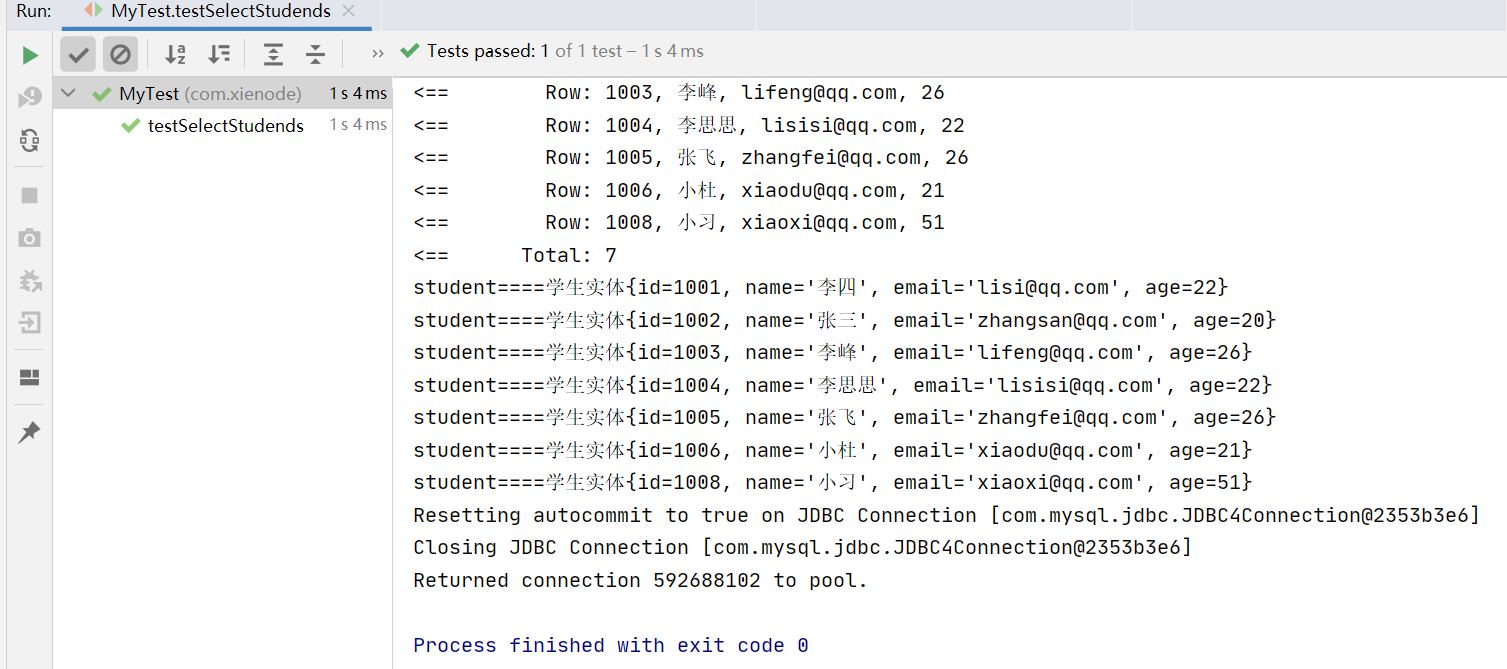 Run: MyTest.testSelectStudends
Tests passed: 1 of 1 test – 1 s 4 ms
MyTest (com.xienode) 1 s 4 ms
testSelectStudends 1 s 4 ms
<== Row: 1003, 李峰, lifeng@qq.com, 26
<== Row: 1004, 李思思, lisisi@qq.com, 22
<== Row: 1005, 张飞, zhangfei@qq.com, 26
<== Row: 1006, 小杜, xiaodu@qq.com, 21
<== Row: 1008, 小习, xiaoxi@qq.com, 51
<== Total: 7
student====学生实体{id=1001, name='李四', email='lisi@qq.com', age=22}
student====学生实体{id=1002, name='张三', email='zhangsan@qq.com', age=20}
student====学生实体{id=1003, name='李峰', email='lifeng@qq.com', age=26}
student====学生实体{id=1004, name='李思思', email='lisisi@qq.com', age=22}
student====学生实体{id=1005, name='张飞', email='zhangfei@qq.com', age=26}
student====学生实体{id=1006, name='小杜', email='xiaodu@qq.com', age=21}
student====学生实体{id=1008, name='小习', email='xiaoxi@qq.com', age=51}
Resetting autocommit to true on JDBC Connection [com.mysql.jdbc.JDBC4Connection@2353b3e6]
Closing JDBC Connection [com.mysql.jdbc.JDBC4Connection@2353b3e6]
Returned connection 592688102 to pool.
Process finished with exit code 0